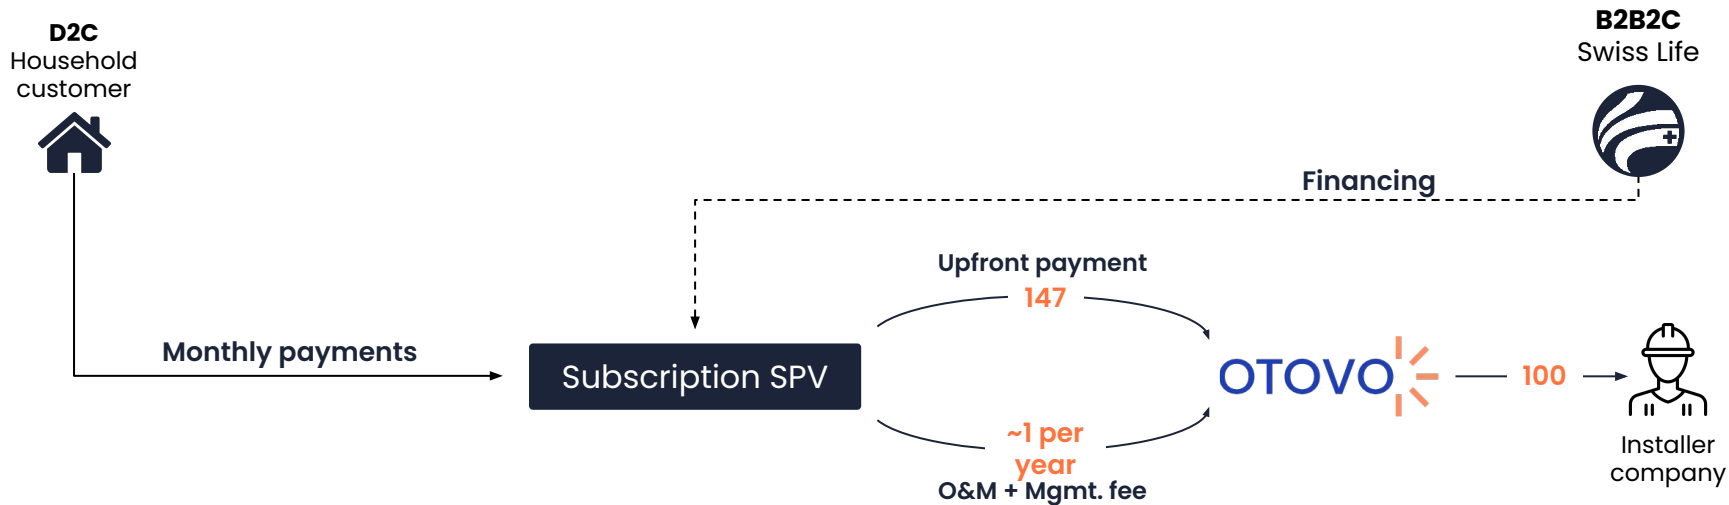 D2C
Household
customer
B2B2C
Swiss Life
Financing
Upfront payment
147
Monthly payments
Subscription SPV
OTOVO
100
~1 per
year
O&M + Mgmt. fee
Installer
company